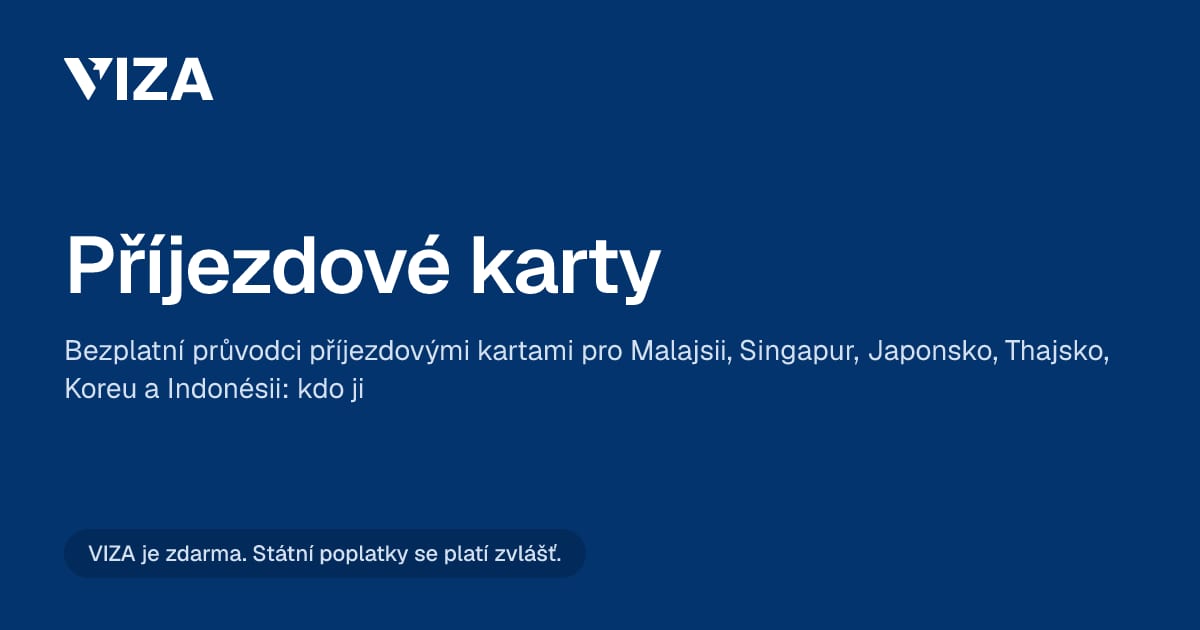 VIZA
Příjezdové karty
Bezplatní průvodci příjezdovými kartami pro Malajsii, Singapur, Japonsko, Thajsko,
Koreu a Indonésii: kdo ji
VIZA je zdarma. Státní poplatky se platí zvlášť.